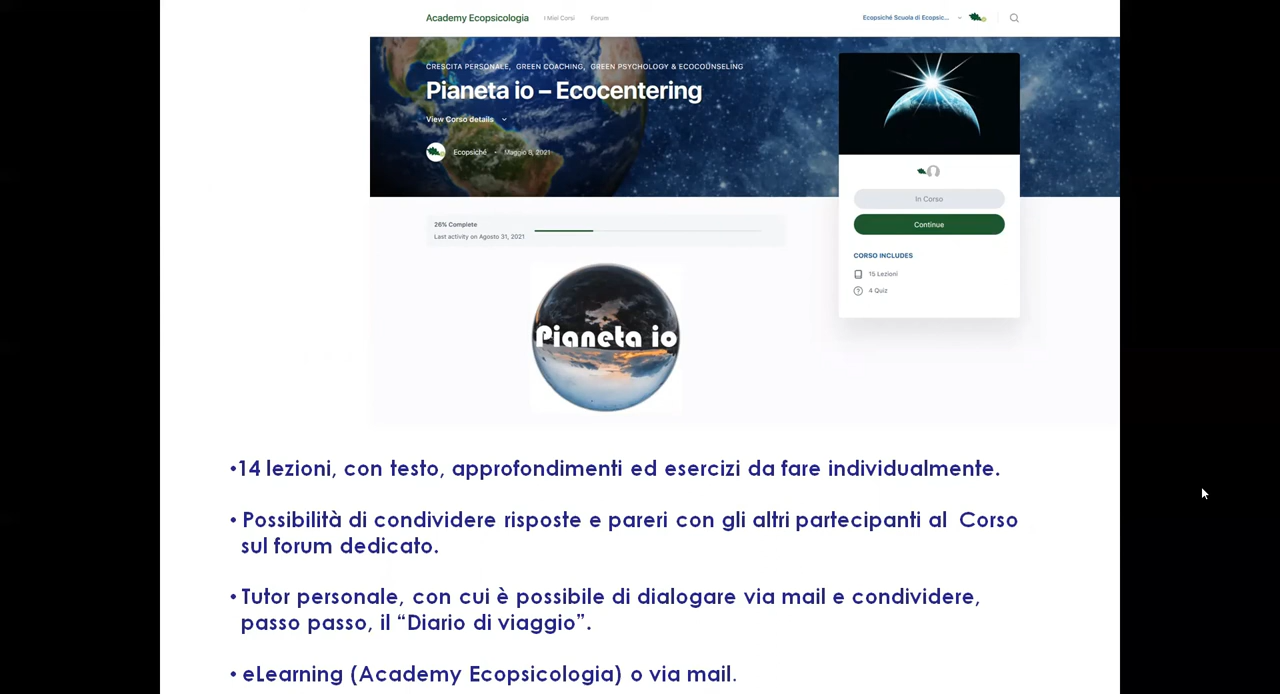 Academy Ecopsicologia I Miei Corsi Forum Ecopsiché Scuola di Ecopsic...
CRESCITA PERSONALE, GREEN COACHING, GREEN PSYCHOLOGY & ECOCOUNSELING
Pianeta io – Ecocentering
View Corso details
Ecopsiché • Maggio 8, 2021
In Corso
Continue
CORSO INCLUDES
15 Lezioni
4 Quiz
26% Complete
Last activity on Agosto 31, 2021
Pianeta io
•14 lezioni, con testo, approfondimenti ed esercizi da fare individualmente.
• Possibilità di condividere risposte e pareri con gli altri partecipanti al Corso
sul forum dedicato.
• Tutor personale, con cui è possibile di dialogare via mail e condividere,
passo passo, il “Diario di viaggio”.
• eLearning (Academy Ecopsicologia) o via mail.